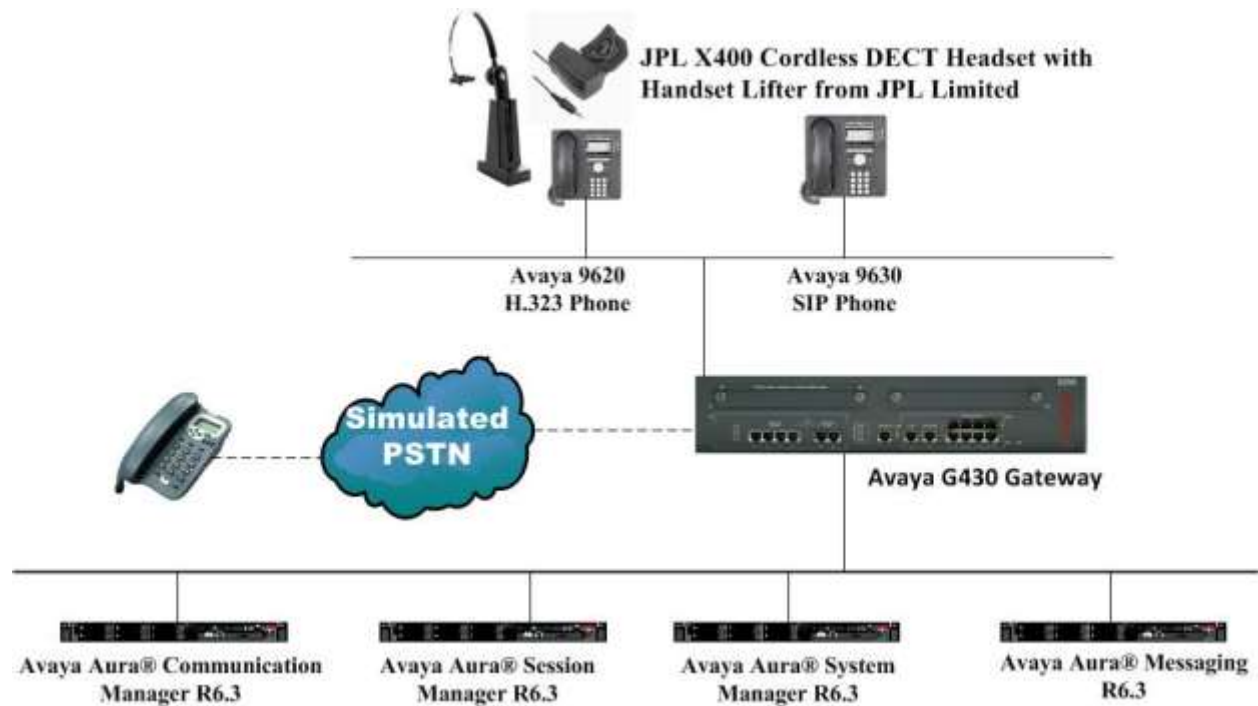 JPL X400 Cordless DECT Headset with
Handset Lifter from JPL Limited
Avaya 9620
H.323 Phone
Avaya 9630
SIP Phone
Simulated
PSTN
Avaya G430 Gateway
Avaya Aura® Communication
Manager R6.3
Avaya Aura® Session
Manager R6.3
Avaya Aura® System
Manager R6.3
Avaya Aura® Messaging
R6.3